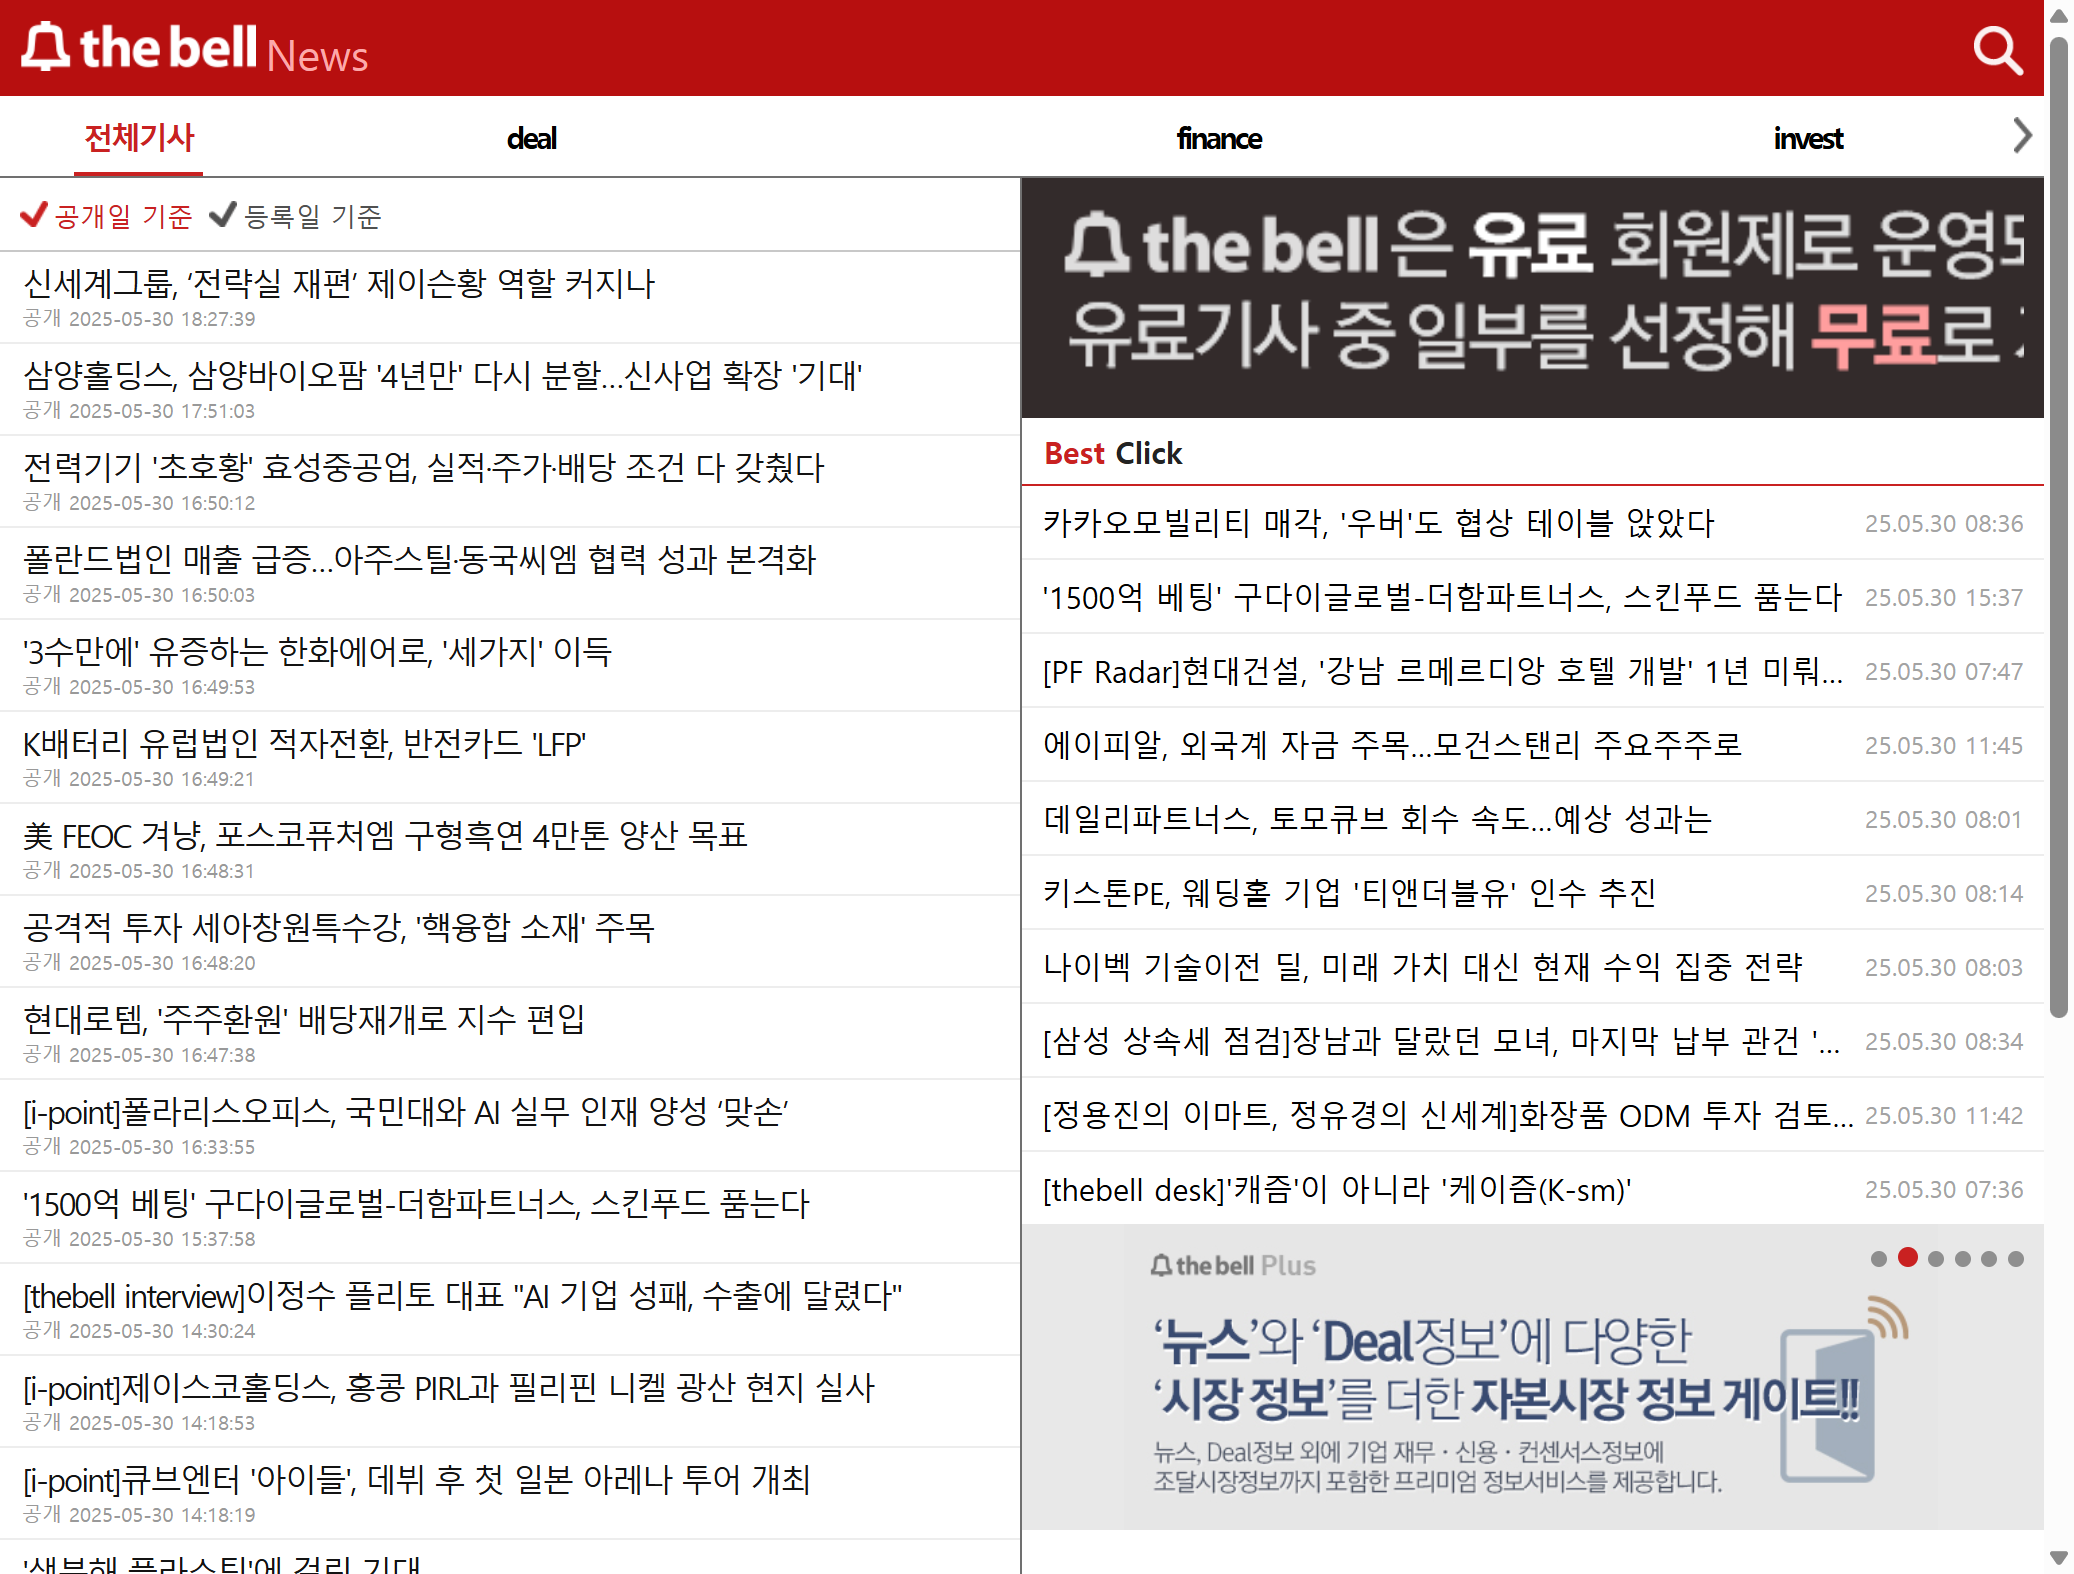 the bell News
전체기사
deal
finance
invest
공개일 기준 등록일 기준
신세계그룹, ‘전략실 재편’ 제이슨황 역할 커지나
공개 2025-05-30 18:27:39
삼양홀딩스, 삼양바이오팜 '4년만' 다시 분할...신사업 확장 '기대'
공개 2025-05-30 17:51:03
전력기기 '초호황' 효성중공업, 실적·주가·배당 조건 다 갖췄다
공개 2025-05-30 16:50:12
폴란드법인 매출 급증...아주스틸·동국씨엠 협력 성과 본격화
공개 2025-05-30 16:50:03
'3수만에' 유증하는 한화에어로, '세가지' 이득
공개 2025-05-30 16:49:53
K배터리 유럽법인 적자전환, 반전카드 'LFP'
공개 2025-05-30 16:49:21
美 FEOC 겨냥, 포스코퓨처엠 구형흑연 4만톤 양산 목표
공개 2025-05-30 16:48:31
공격적 투자 세아창원특수강, '핵융합 소재' 주목
공개 2025-05-30 16:48:20
현대로템, '주주환원' 배당재개로 지수 편입
공개 2025-05-30 16:47:38
[i-point]폴라리스오피스, 국민대와 AI 실무 인재 양성 ‘맞손’
공개 2025-05-30 16:33:55
'1500억 베팅' 구다이글로벌-더함파트너스, 스킨푸드 품는다
공개 2025-05-30 15:37:58
[thebell interview]이정수 플리토 대표 "AI 기업 성패, 수출에 달렸다"
공개 2025-05-30 14:30:24
[i-point]제이스코홀딩스, 홍콩 PIRL과 필리핀 니켈 광산 현지 실사
공개 2025-05-30 14:18:53
[i-point]큐브엔터 '아이들', 데뷔 후 첫 일본 아레나 투어 개최
공개 2025-05-30 14:18:19
'생분해 플라스틱'에 걸린 기대
the bell 은 유료 회원제로 운영되
유료기사 중 일부를 선정해 무료로
Best Click
카카오모빌리티 매각, '우버'도 협상 테이블 앉았다 25.05.30 08:36
'1500억 베팅' 구다이글로벌-더함파트너스, 스킨푸드 품는다 25.05.30 15:37
[PF Radar]현대건설, '강남 르메르디앙 호텔 개발' 1년 미뤄... 25.05.30 07:47
에이피알, 외국계 자금 주목...모건스탠리 주요주주로 25.05.30 11:45
데일리파트너스, 토모큐브 회수 속도...예상 성과는 25.05.30 08:01
키스톤PE, 웨딩홀 기업 '티앤더블유' 인수 추진 25.05.30 08:14
나이벡 기술이전 딜, 미래 가치 대신 현재 수익 집중 전략 25.05.30 08:03
[삼성 상속세 점검]장남과 달랐던 모녀, 마지막 납부 관건 '... 25.05.30 08:34
[정용진의 이마트, 정유경의 신세계]화장품 ODM 투자 검토... 25.05.30 11:42
[thebell desk]'캐즘'이 아니라 '케이즘(K-sm)' 25.05.30 07:36
the bell Plus
‘뉴스’와 ‘Deal정보’에 다양한
‘시장 정보’를 더한 자본시장 정보 게이트!!
뉴스, Deal정보 외에 기업 재무 · 신용 · 컨센서스정보에
조달시장정보까지 포함한 프리미엄 정보서비스를 제공합니다.